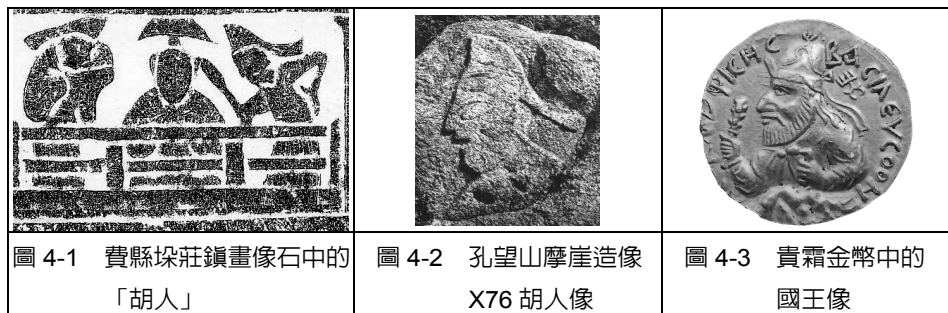 圖 4-1 費縣垛莊鎮畫像石中的
「胡人」
圖 4-2 孔望山摩崖造像
X76 胡人像
圖 4-3 貴霜金幣中的
國王像